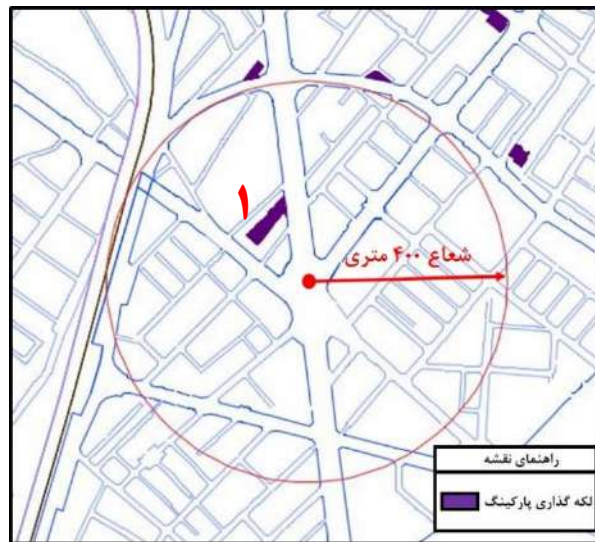 ۱
شعاع ۴۰۰ متری
راهنمای نقشه
لکه گذاری پارکینگ